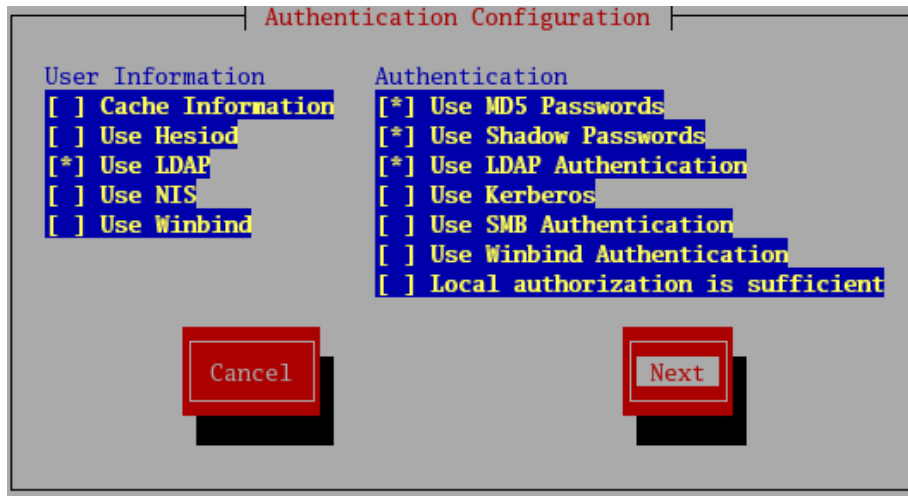 Authentication Configuration
User Information
[ ] Cache Information
[ ] Use Hesiod
[*] Use LDAP
[ ] Use NIS
[ ] Use Winbind
Authentication
[*] Use MD5 Passwords
[*] Use Shadow Passwords
[*] Use LDAP Authentication
[ ] Use Kerberos
[ ] Use SMB Authentication
[ ] Use Winbind Authentication
[ ] Local authorization is sufficient
Cancel
Next